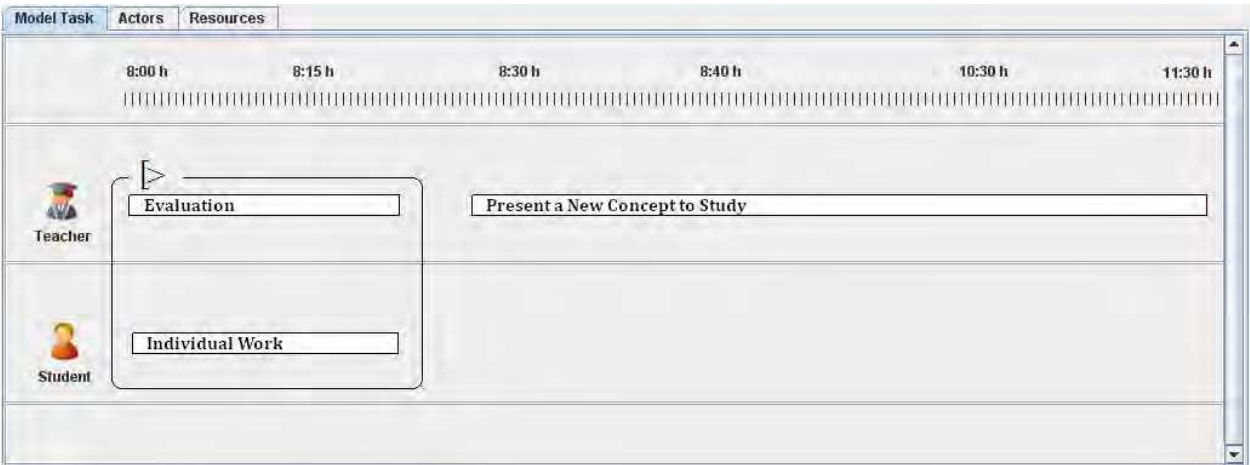 Model Task Actors Resources
8:00 h 8:15 h 8:30 h 8:40 h 10:30 h 11:30 h
[>
Evaluation Present a New Concept to Study
Teacher
Individual Work
Student